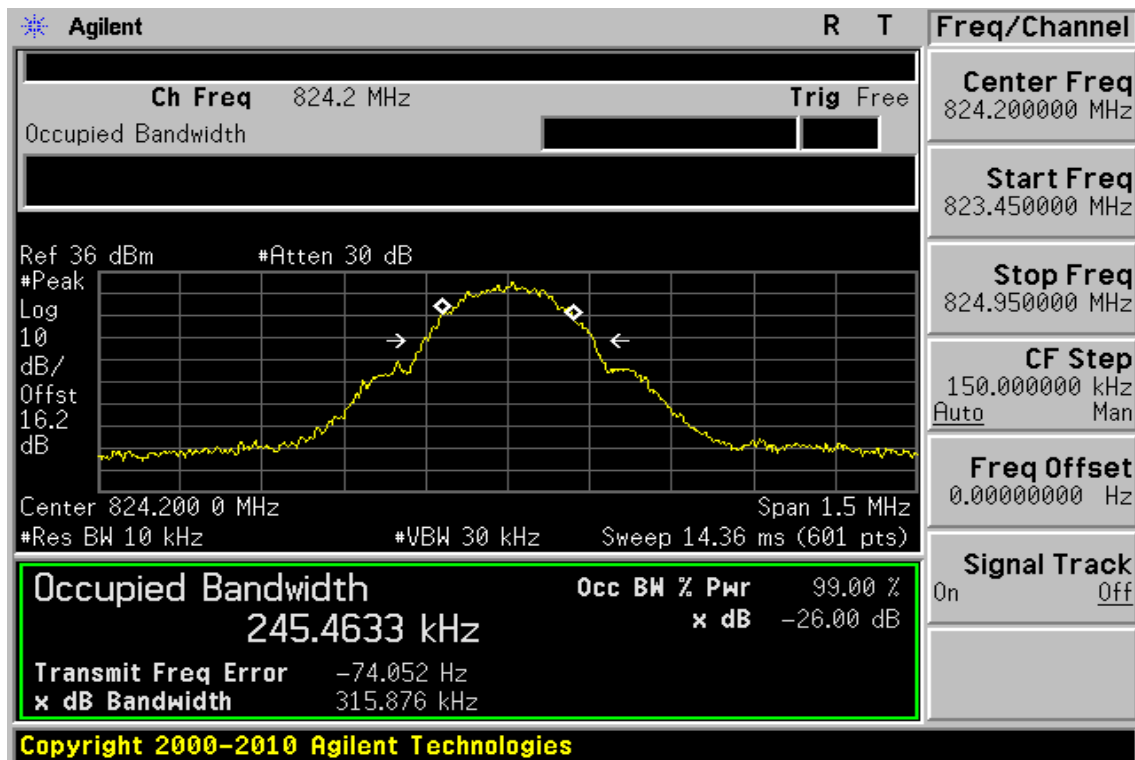 Agilent R T
Ch Freq 824.2 MHz Trig Free
Occupied Bandwidth
Ref 36 dBm #Atten 30 dB
#Peak
Log
10
dB/
Offst
16.2
dB
Center 824.200 0 MHz Span 1.5 MHz
#Res BW 10 kHz #VBW 30 kHz Sweep 14.36 ms (601 pts)
Occupied Bandwidth Occ BW % Pwr 99.00 %
245.4633 kHz x dB -26.00 dB
Transmit Freq Error -74.052 Hz
x dB Bandwidth 315.876 kHz
Copyright 2000-2010 Agilent Technologies
Freq/Channel
Center Freq
824.200000 MHz
Start Freq
823.450000 MHz
Stop Freq
824.950000 MHz
CF Step
150.000000 kHz
Auto Man
Freq Offset
0.00000000 Hz
Signal Track
On Off